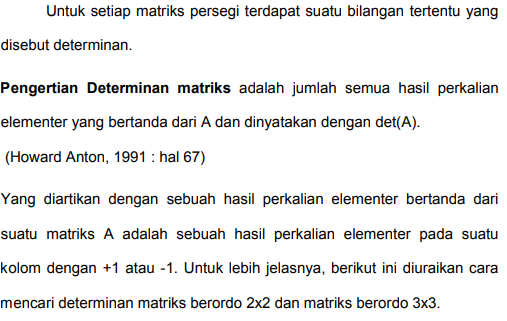 Untuk setiap matriks persegi terdapat suatu bilangan tertentu yang
disebut determinan.
Pengertian Determinan matriks adalah jumlah semua hasil perkalian
elementer yang bertanda dari A dan dinyatakan dengan det(A).
(Howard Anton, 1991 : hal 67)
Yang diartikan dengan sebuah hasil perkalian elementer bertanda dari
suatu matriks A adalah sebuah hasil perkalian elementer pada suatu
kolom dengan +1 atau -1. Untuk lebih jelasnya, berikut ini diuraikan cara
mencari determinan matriks berordo 2x2 dan matriks berordo 3x3.